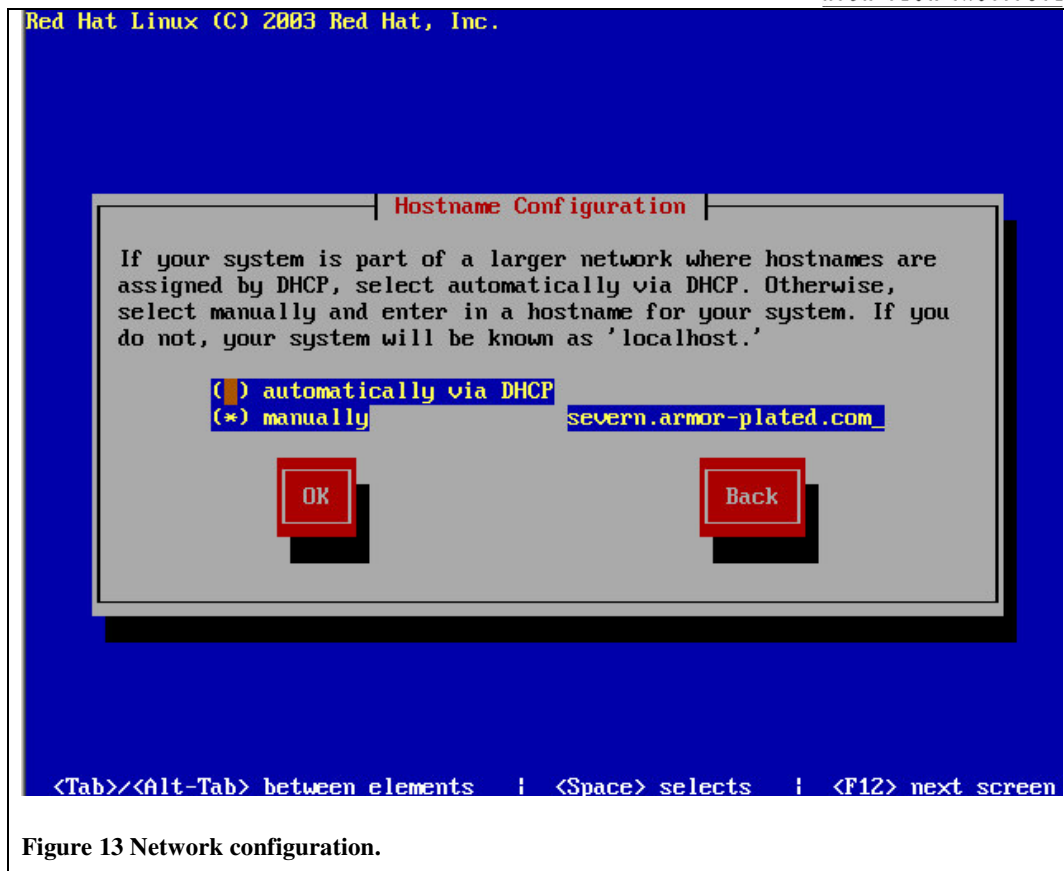 Red Hat Linux (C) 2003 Red Hat, Inc.
Hostname Configuration
If your system is part of a larger network where hostnames are
assigned by DHCP, select automatically via DHCP. Otherwise,
select manually and enter in a hostname for your system. If you
do not, your system will be known as 'localhost.'
( ) automatically via DHCP
(*) manually severn.armor-plated.com_
OK Back
<Tab>/<Alt-Tab> between elements | <Space> selects | <F12> next screen
Figure 13 Network configuration.